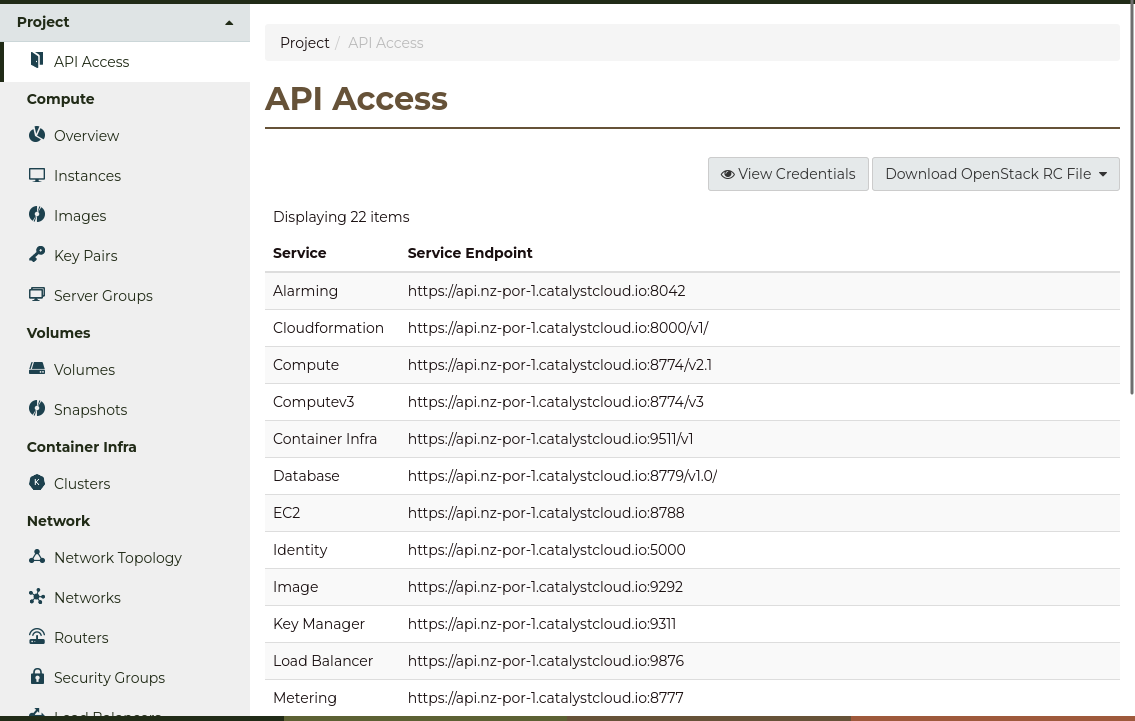 Project
API Access
Compute
Overview
Instances
Images
Key Pairs
Server Groups
Volumes
Volumes
Snapshots
Container Infra
Clusters
Network
Network Topology
Networks
Routers
Security Groups
Load Balancers
Project / API Access
API Access
View Credentials
Download OpenStack RC File
Displaying 22 items
Service Service Endpoint
Alarming https://api.nz-por-1.catalystcloud.io:8042
Cloudformation https://api.nz-por-1.catalystcloud.io:8000/v1/
Compute https://api.nz-por-1.catalystcloud.io:8774/v2.1
Computev3 https://api.nz-por-1.catalystcloud.io:8774/v3
Container Infra https://api.nz-por-1.catalystcloud.io:9511/v1
Database https://api.nz-por-1.catalystcloud.io:8779/v1.0/
EC2 https://api.nz-por-1.catalystcloud.io:8788
Identity https://api.nz-por-1.catalystcloud.io:5000
Image https://api.nz-por-1.catalystcloud.io:9292
Key Manager https://api.nz-por-1.catalystcloud.io:9311
Load Balancer https://api.nz-por-1.catalystcloud.io:9876
Metering https://api.nz-por-1.catalystcloud.io:8777